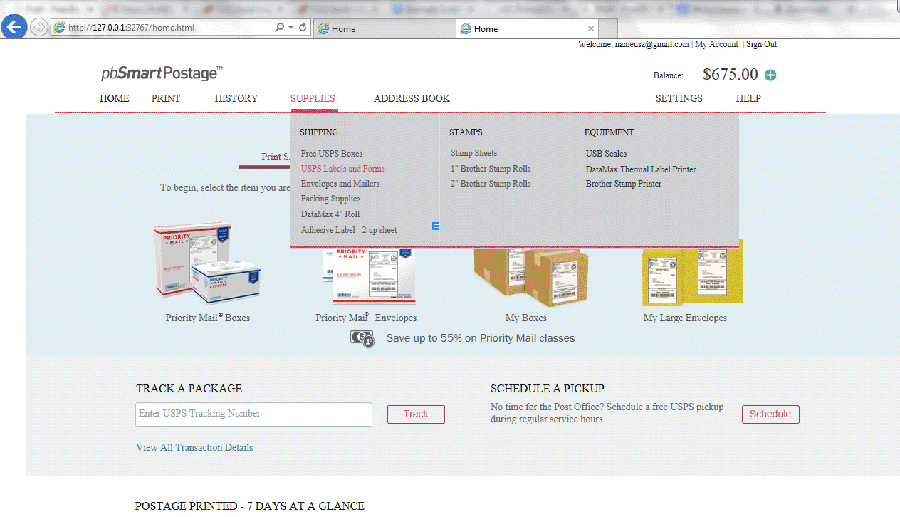 http://127.0.0.1:32767/home.html
Home
Home
Welcome, nameusa@gmail.com | My Account | Sign Out
pbSmartPostage™
Balance: $675.00
HOME PRINT HISTORY SUPPLIES ADDRESS BOOK SETTINGS HELP
SHIPPING STAMPS EQUIPMENT
Free USPS Boxes Stamp Sheets USB Scales
USPS Labels and Forms 1" Brother Stamp Rolls DataMax Thermal Label Printer
Envelopes and Mailers 2" Brother Stamp Rolls Brother Stamp Printer
Packing Supplies
DataMax 4" Roll
Adhesive Label - 2 up sheet
Print S
To begin, select the item you are
PRIORITY
MAIL
PRIORITY
MAIL
Priority Mail® Boxes Priority Mail® Envelopes My Boxes My Large Envelopes
Save up to 55% on Priority Mail classes
TRACK A PACKAGE
Enter USPS Tracking Number
Track
View All Transaction Details
SCHEDULE A PICKUP
No time for the Post Office? Schedule a free USPS pickup
during regular service hours
Schedule
POSTAGE PRINTED - 7 DAYS AT A GLANCE